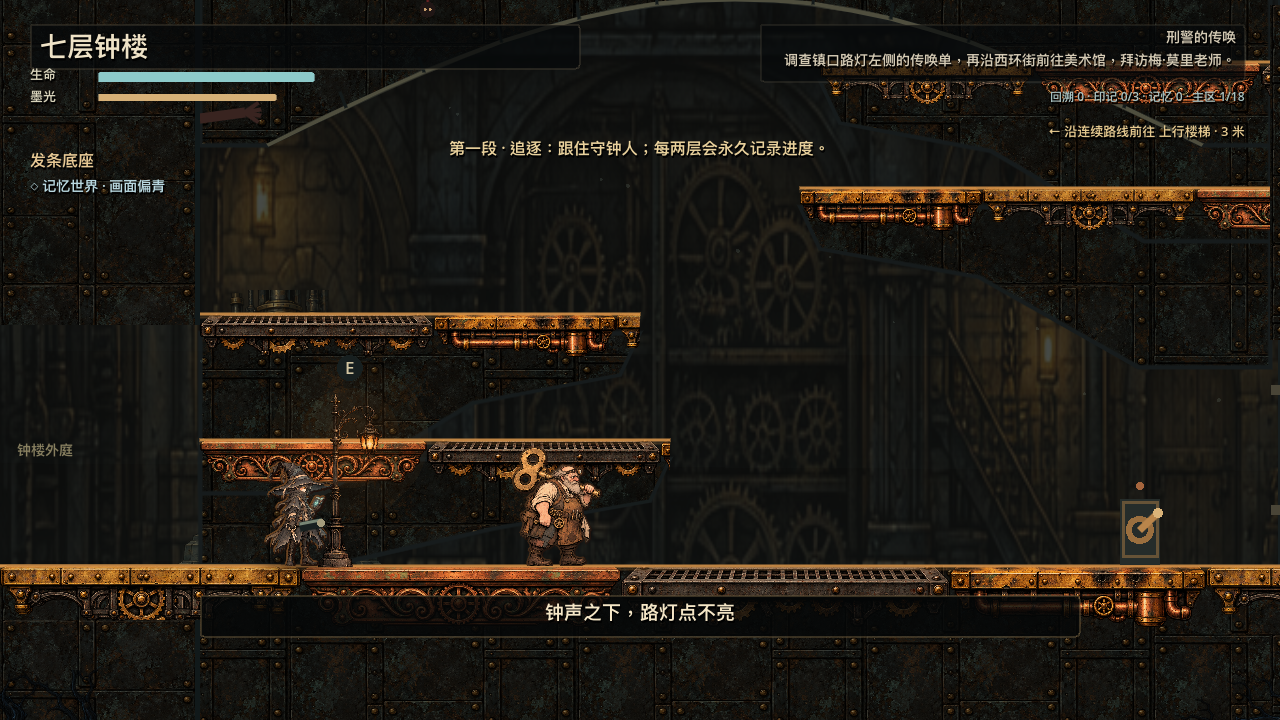 七层钟楼
生命
墨光
刑警的传唤
调查镇口路灯左侧的传唤单，再沿西环街前往美术馆，拜访梅·莫里老师。
回溯 0 · 印记 0/3 · 记忆 0 · 主区 1/18
← 沿连续路线前往 上行楼梯 · 3 米
第一段 · 追逐：跟住守钟人；每两层会永久记录进度。
发条底座
◇ 记忆世界 · 画面偏青
E
钟楼外庭
钟声之下，路灯点不亮